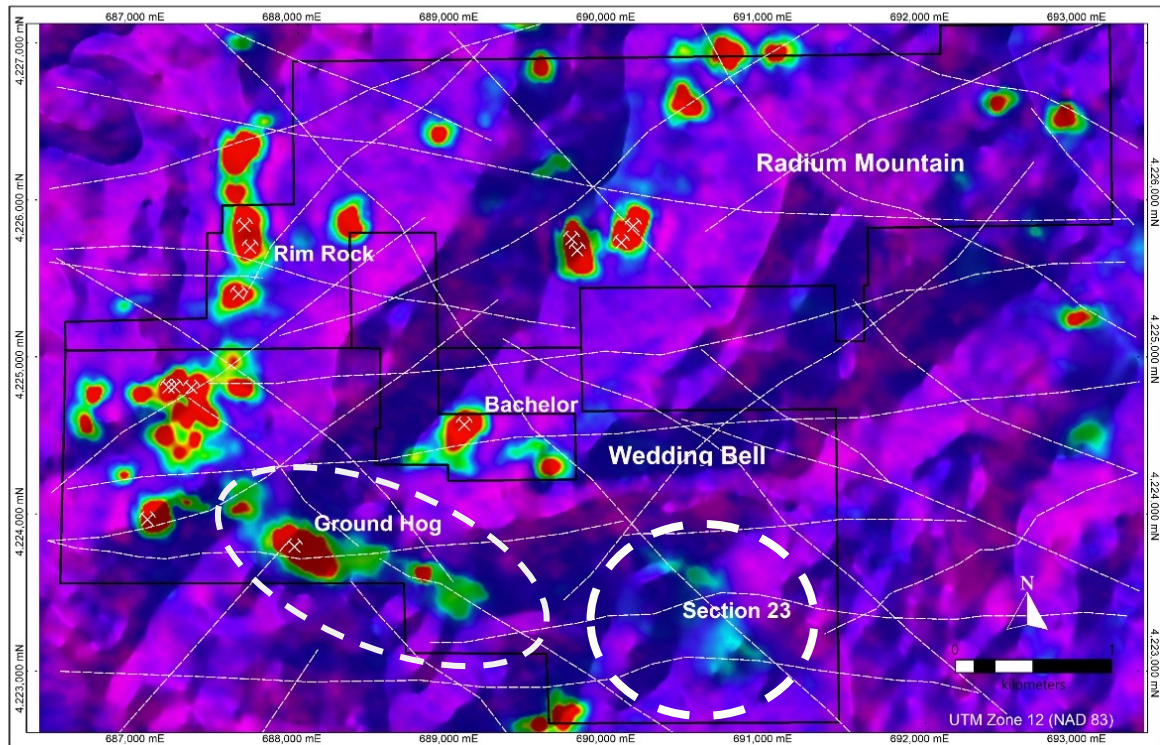 687,000 mE 688,000 mE 689,000 mE 690,000 mE 691,000 mE 692,000 mE 693,000 mE
4,227,000 mN
4,226,000 mN
4,225,000 mN
4,224,000 mN
4,223,000 mN
Radium Mountain
Rim Rock
Bachelor
Wedding Bell
Ground Hog
Section 23
N
0 1
kilometers
UTM Zone 12 (NAD 83)
4,226,000 mN
4,225,000 mN
4,224,000 mN
4,223,000 mN
687,000 mE 688,000 mE 689,000 mE 690,000 mE 691,000 mE 692,000 mE 693,000 mE